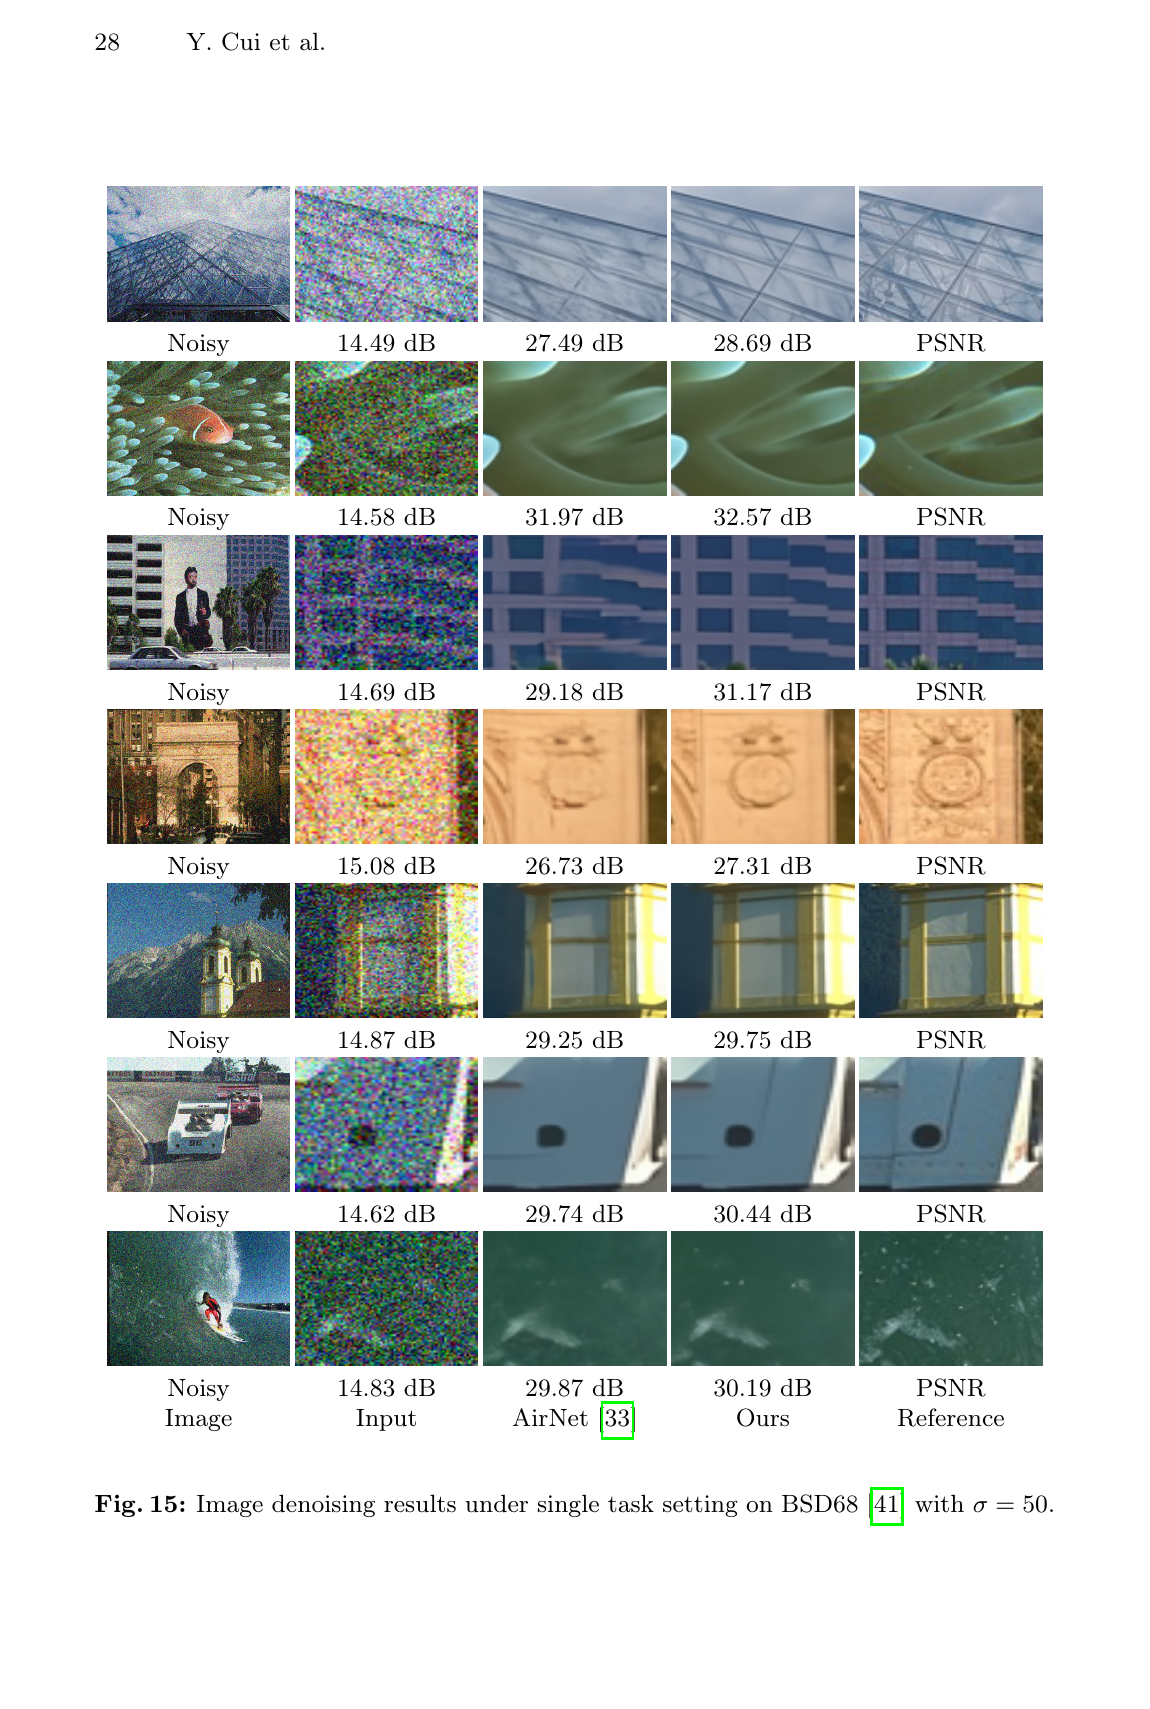 28 Y. Cui et al.
Noisy 14.49 dB 27.49 dB 28.69 dB PSNR
Noisy 14.58 dB 31.97 dB 32.57 dB PSNR
Noisy 14.69 dB 29.18 dB 31.17 dB PSNR
Noisy 15.08 dB 26.73 dB 27.31 dB PSNR
Noisy 14.87 dB 29.25 dB 29.75 dB PSNR
Castrol
96
Noisy 14.62 dB 29.74 dB 30.44 dB PSNR
Noisy 14.83 dB 29.87 dB 30.19 dB PSNR
Image Input AirNet [33] Ours Reference
Fig. 15: Image denoising results under single task setting on BSD68 [41] with σ = 50.